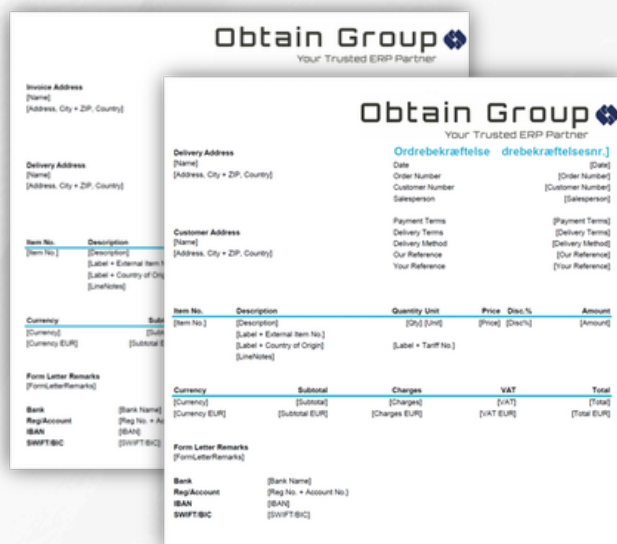 Obtain Group
Your Trusted ERP Partner
Invoice Address
[Name]
[Address, City + ZIP, Country]
Delivery Address
[Name]
[Address, City + ZIP, Country]
Item No. Description
[Item No.] [Description]
[Label + External Item
[Label + Country of Orig
[LineNotes]
Currency
[Currency]
[Currency EUR] [Subtotal
Form Letter Remarks
[FormLetterRemarks]
Bank [Bank Name]
Reg/Account [Reg No. +
IBAN [IBAN]
SWIFT/BIC [SWIFT/BIC]
Obtain Group
Your Trusted ERP Partner
Ordrebekræftelse drebekræftelsesnr.]
Delivery Address
[Name]
[Address, City + ZIP, Country]
Date [Date]
Order Number [Order Number]
Customer Number [Customer Number]
Salesperson [Salesperson]
Customer Address
[Name]
[Address, City + ZIP, Country]
Payment Terms [Payment Terms]
Delivery Terms [Delivery Terms]
Delivery Method [Delivery Method]
Our Reference [Our Reference]
Your Reference [Your Reference]
Item No. Description Quantity Unit Price Disc.% Amount
[Item No.] [Description] [Qty] [Unit] [Price] [Disc%] [Amount]
[Label + External Item No.]
[Label + Country of Origin] [Label + Tariff No.]
[LineNotes]
Currency Subtotal Charges VAT Total
[Currency] [Subtotal] [Charges] [VAT] [Total]
[Currency EUR] [Subtotal EUR] [Charges EUR] [VAT EUR] [Total EUR]
Form Letter Remarks
[FormLetterRemarks]
Bank [Bank Name]
Reg/Account [Reg No. + Account No.]
IBAN [IBAN]
SWIFT/BIC [SWIFT/BIC]